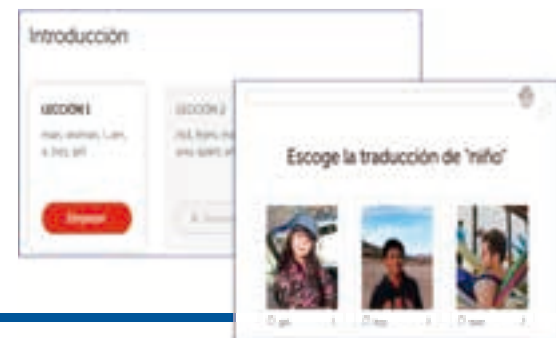 Introducción
LECCIÓN 1
LECCIÓN 2
man, woman, I, am,
a, boy, girl
Empezar
Escoge la traducción de "niño"
girl 1
boy
man